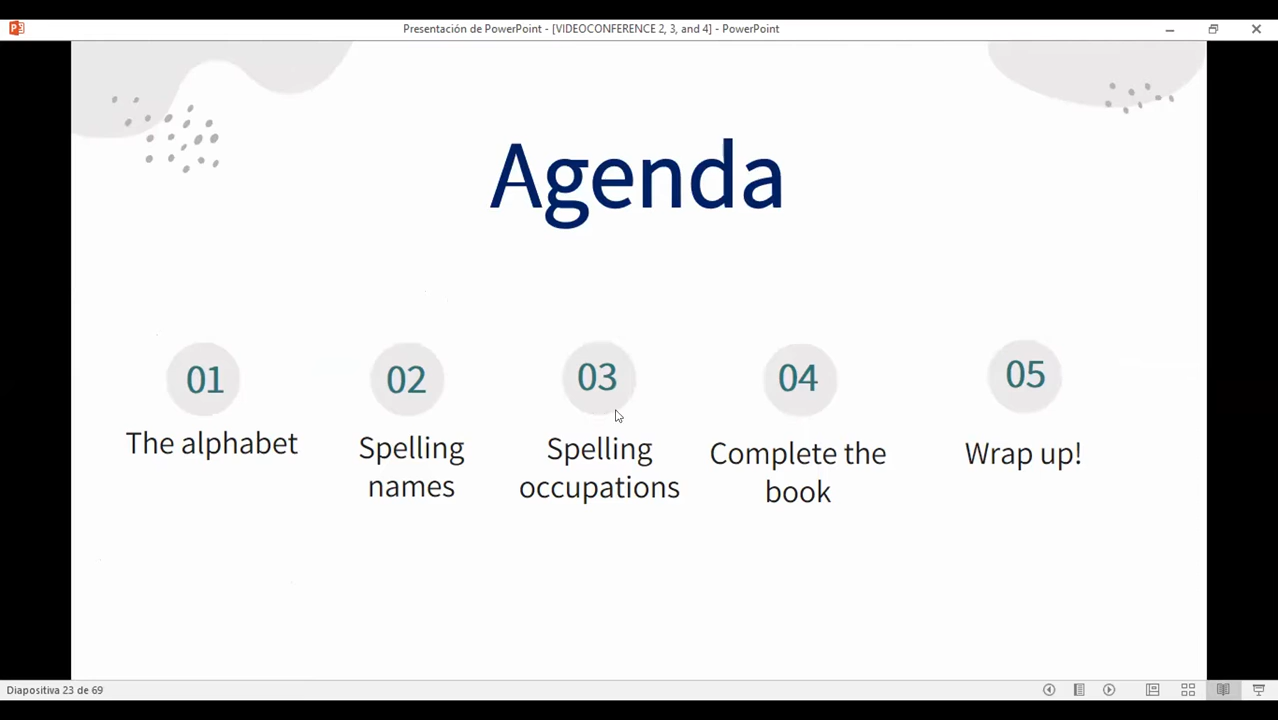 Presentación de PowerPoint - [VIDEOCONFERENCE 2, 3, and 4] - PowerPoint
Agenda
01
The alphabet
02
Spelling
names
03
Spelling
occupations
04
Complete the
book
05
Wrap up!
Diapositiva 23 de 69